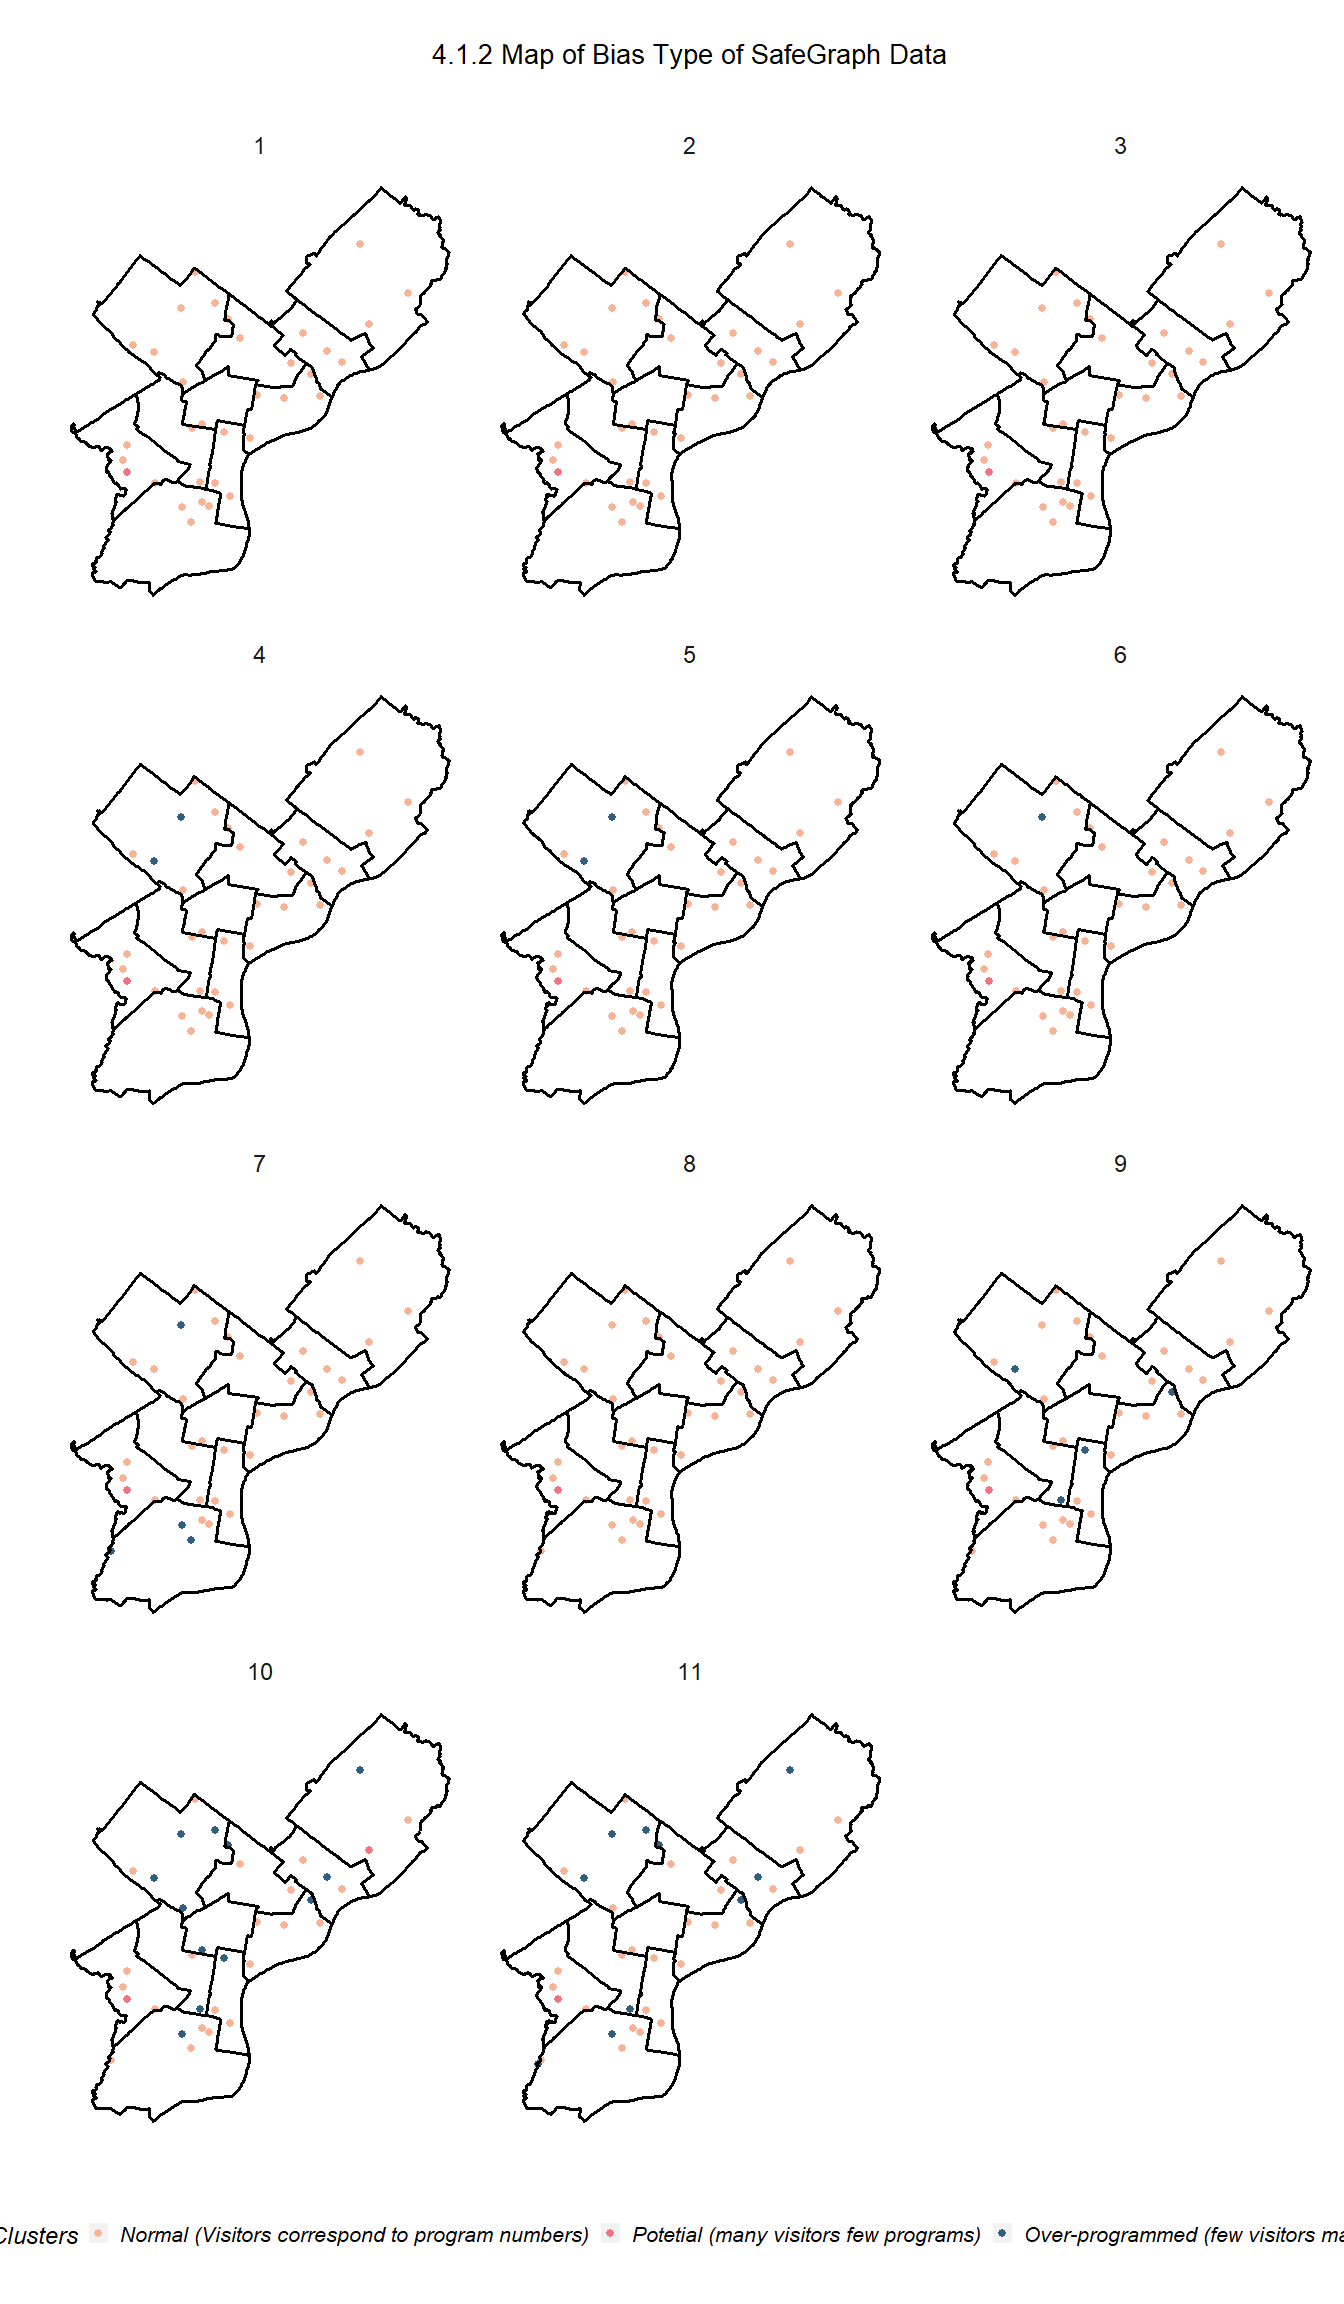 4.1.2 Map of Bias Type of SafeGraph Data
1 2 3
4 5 6
7 8 9
10 11
Clusters Normal (Visitors correspond to program numbers) Potetial (many visitors few programs) Over-programmed (few visitors